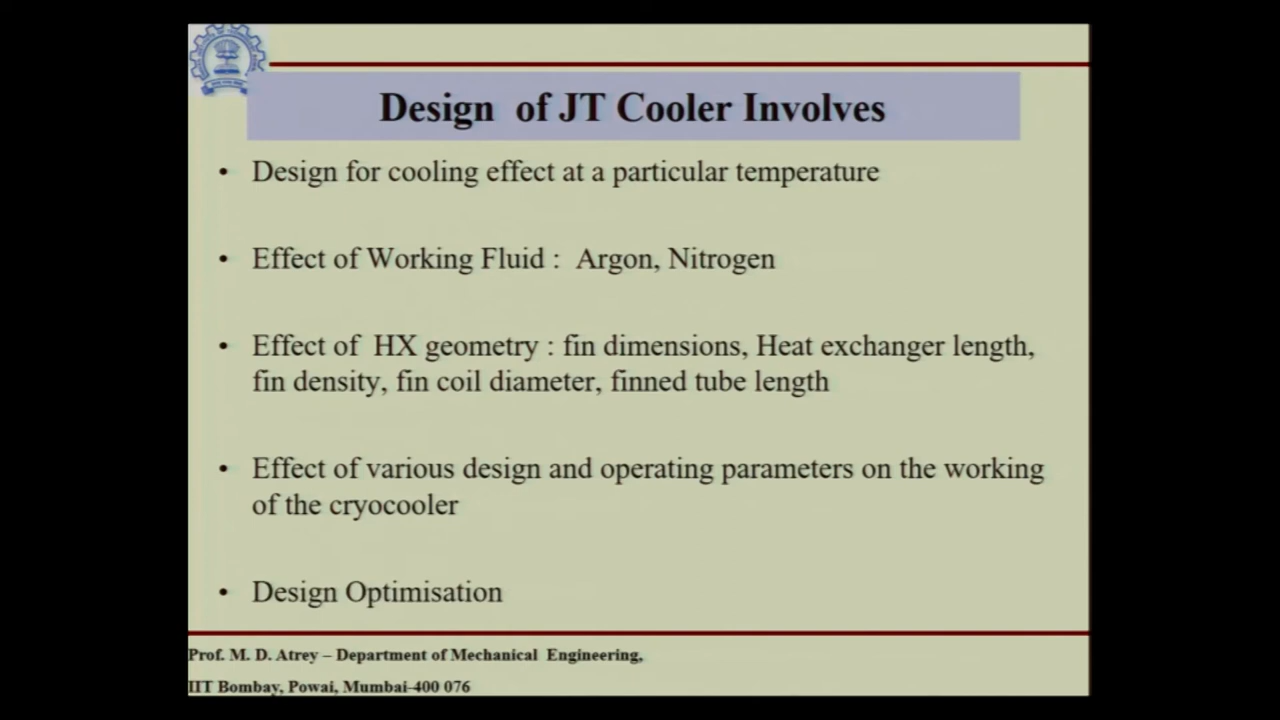 Design of JT Cooler Involves
• Design for cooling effect at a particular temperature
• Effect of Working Fluid : Argon, Nitrogen
• Effect of HX geometry : fin dimensions, Heat exchanger length,
fin density, fin coil diameter, finned tube length
• Effect of various design and operating parameters on the working
of the cryocooler
• Design Optimisation
Prof. M. D. Atrey – Department of Mechanical Engineering,
IIT Bombay, Powai, Mumbai-400 076